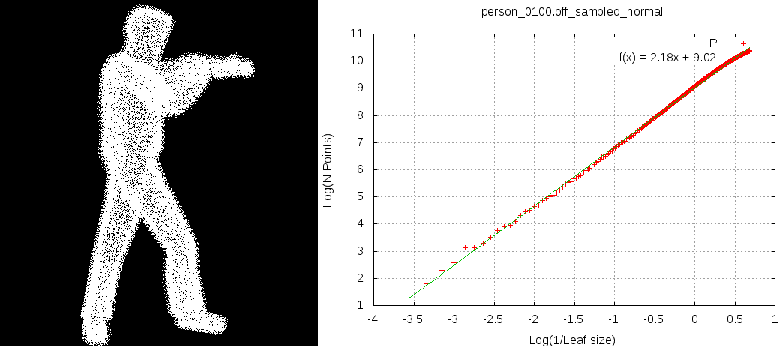 person_0100.off_sampled_normal
P
f(x) = 2.18x + 9.02
11
10
9
8
7
6
5
4
3
2
1
-4 -3.5 -3 -2.5 -2 -1.5 -1 -0.5 0 0.5 1
Log(N Points)
Log(1/Leaf size)